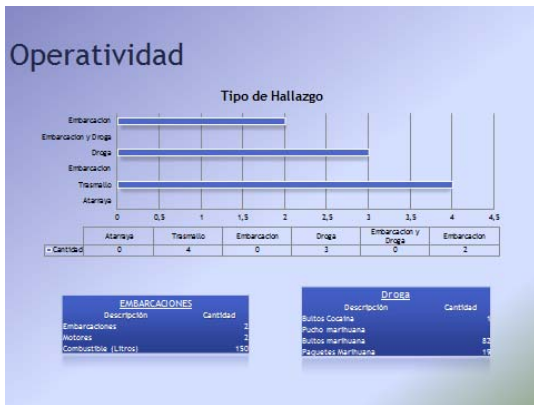 Operatividad
Tipo de Hallazgo
Embarcacion
Embarcacion y Droga
Droga
Embarcacion
Trasmallo
Atarraya
0 0,5 1 1,5 2 2,5 3 3,5 4 4,5
Atarraya Trasmallo Embarcacion Droga Embarcacion y Droga Embarcacion
Cantidad 0 4 0 3 0 2
EMBARCACIONES
Descripción Cantidad
Embarcaciones 2
Motores 2
Combustible (Litros) 150
Droga
Descripción Cantidad
Bultos Cocaina 1
Pucho marihuana
Bultos marihuana 82
Paquetes Marihuana 19